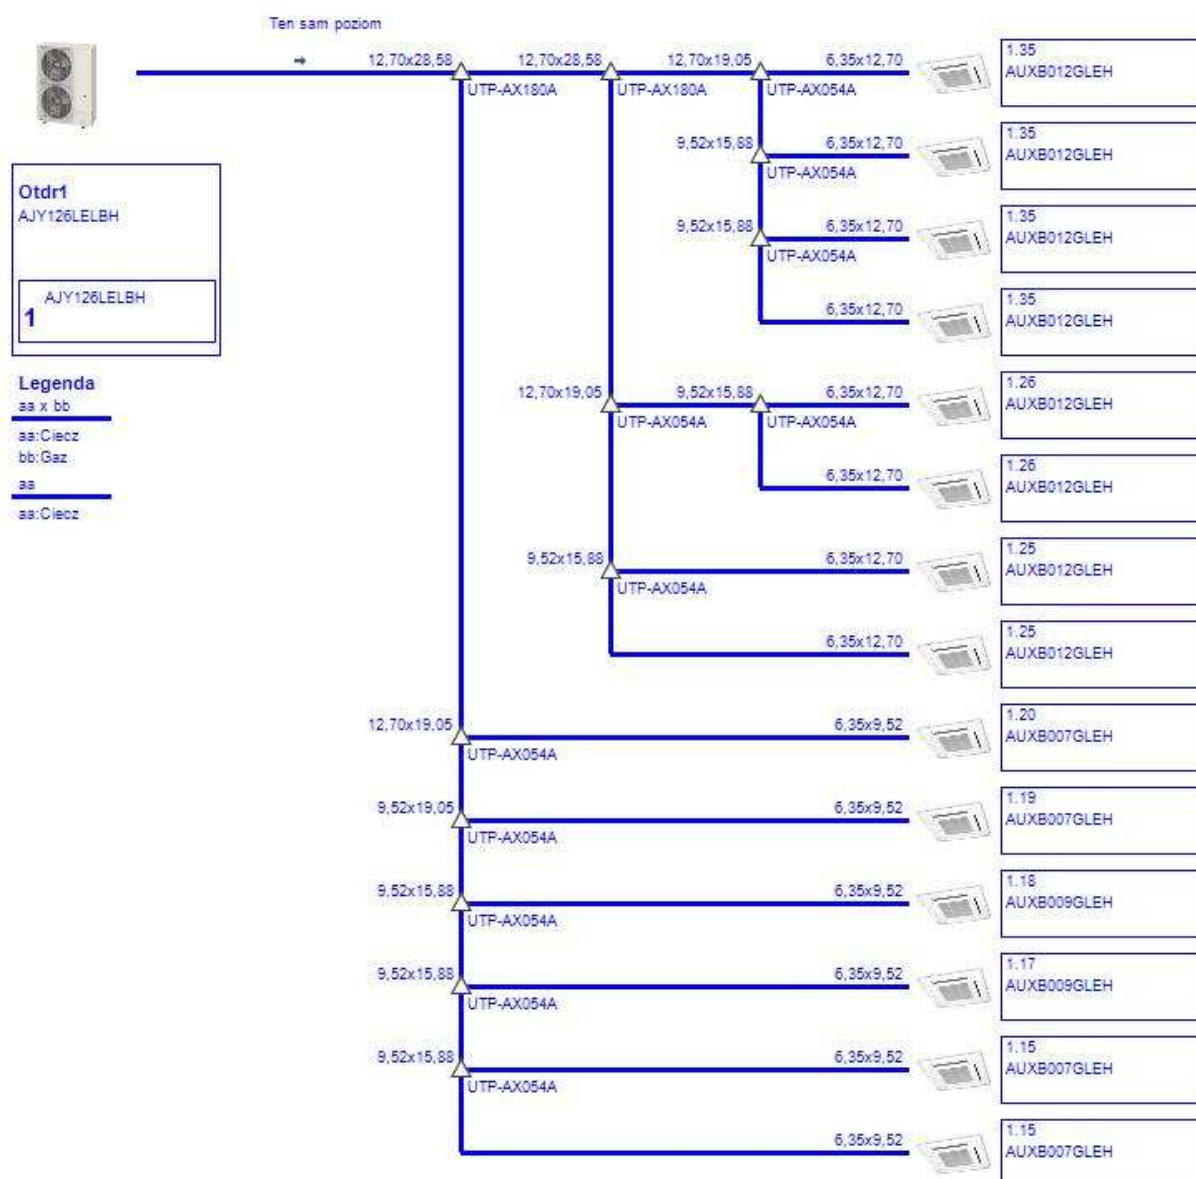 Ten sam poziom
12,70x28,58
12,70x28,58
12,70x19,05
6,35x12,70
1.35
AUXB012GLEH
UTP-AX180A
UTP-AX180A
UTP-AX054A
9,52x15,88
6,35x12,70
1.35
AUXB012GLEH
UTP-AX054A
Otdr1
AJY126LELBH
9,52x15,88
6,35x12,70
1.35
AUXB012GLEH
UTP-AX054A
AJY126LELBH
1
6,35x12,70
1.35
AUXB012GLEH
Legenda
aa x bb
aa:Ciecz
bb:Gaz
aa
aa:Ciecz
12,70x19,05
9,52x15,88
6,35x12,70
1.26
AUXB012GLEH
UTP-AX054A
UTP-AX054A
6,35x12,70
1.26
AUXB012GLEH
9,52x15,88
6,35x12,70
1.25
AUXB012GLEH
UTP-AX054A
6,35x12,70
1.25
AUXB012GLEH
12,70x19,05
6,35x9,52
1.20
AUXB007GLEH
UTP-AX054A
9,52x19,05
6,35x9,52
1.19
AUXB007GLEH
UTP-AX054A
9,52x15,88
6,35x9,52
1.18
AUXB009GLEH
UTP-AX054A
9,52x15,88
6,35x9,52
1.17
AUXB009GLEH
UTP-AX054A
9,52x15,88
6,35x9,52
1.15
AUXB007GLEH
UTP-AX054A
6,35x9,52
1.15
AUXB007GLEH